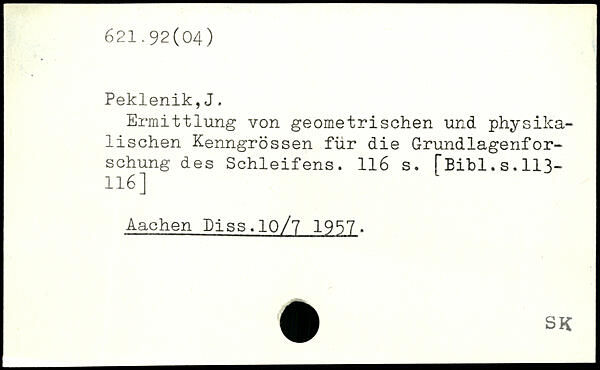 621.92(04)
Peklenik,J.
Ermittlung von geometrischen und physika-
lischen Kenngrössen für die Grundlagenfor-
schung des Schleifens. 116 s. [Bibl.s.113-
116]
Aachen Diss.10/7 1957.
SK